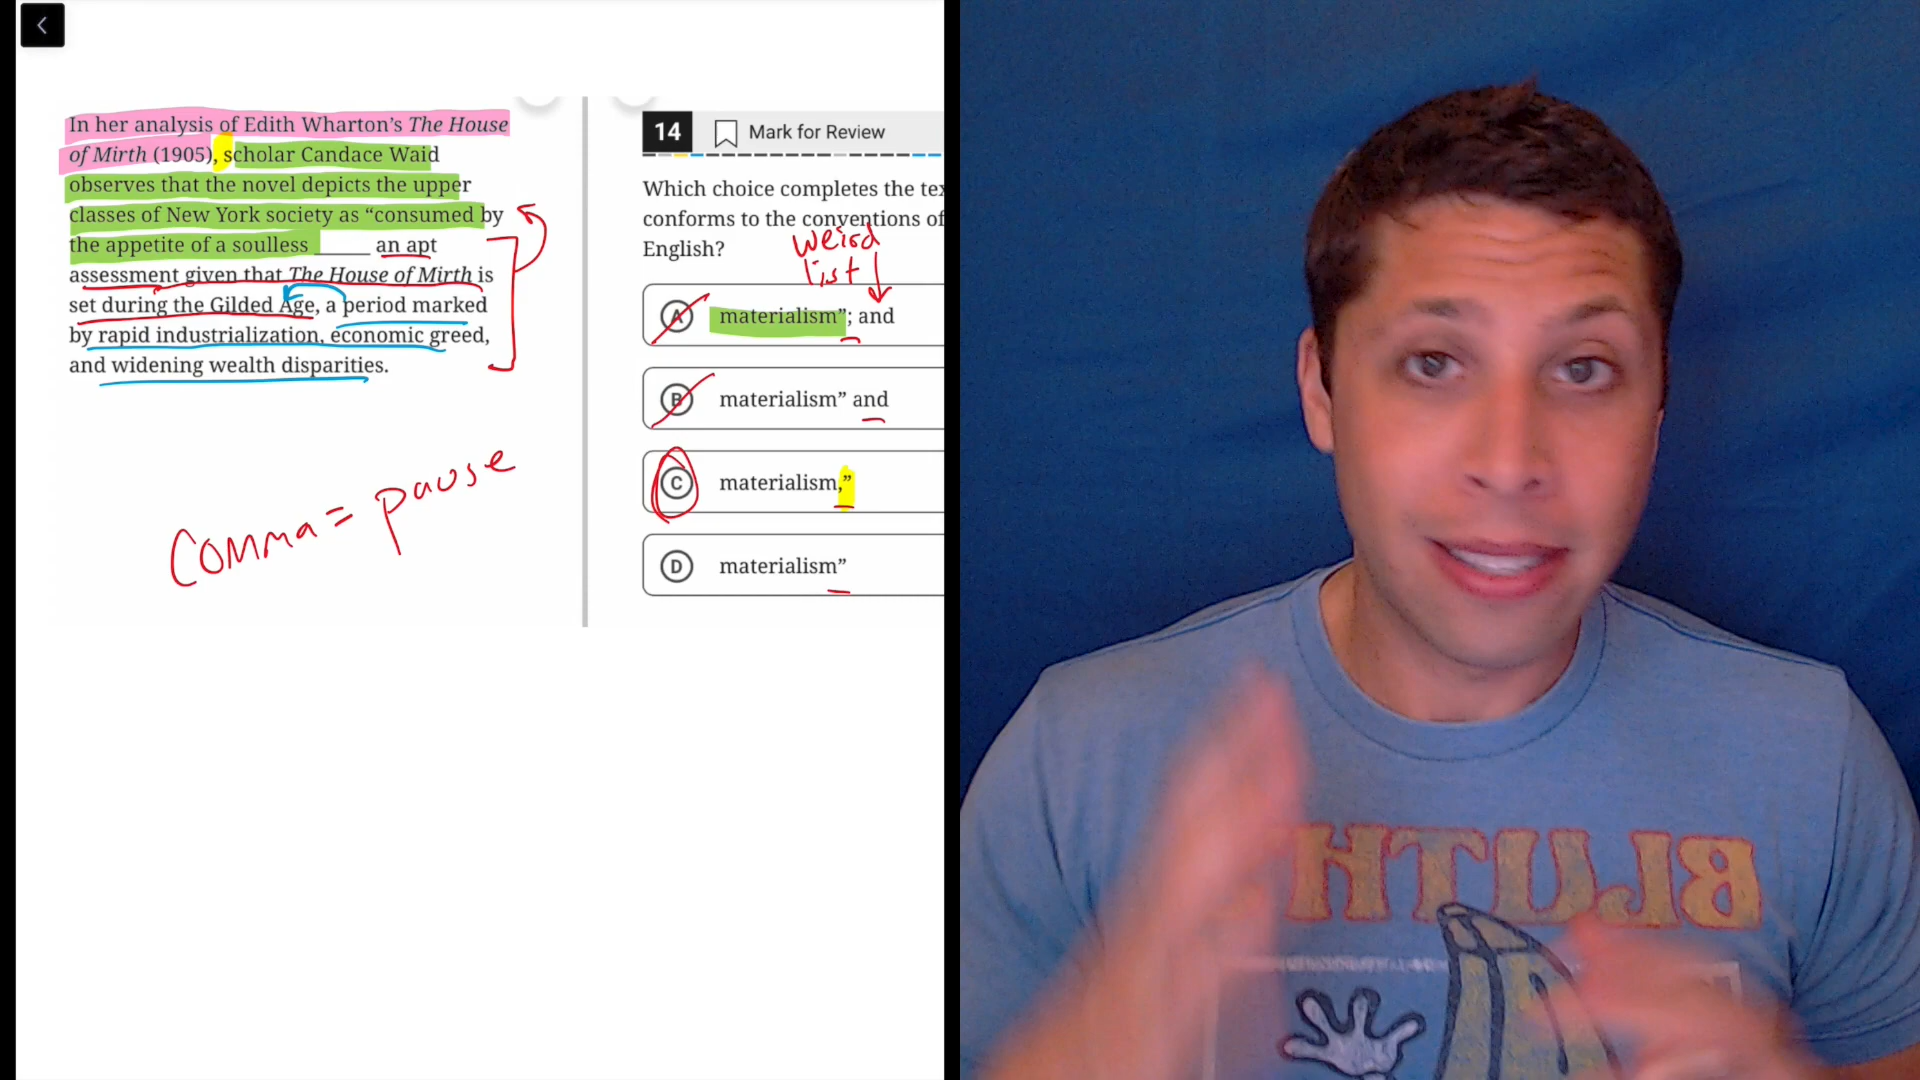 In her analysis of Edith Wharton's The House
of Mirth (1905), scholar Candace Waid
observes that the novel depicts the upper
classes of New York society as “consumed by
the appetite of a soulless _____ an apt
assessment given that The House of Mirth is
set during the Gilded Age, a period marked
by rapid industrialization, economic greed,
and widening wealth disparities.
Comma = pause
14 Mark for Review
Which choice completes the te
conforms to the conventions of
English?
weird
list
A materialism”; and
B materialism” and
C materialism,”
D materialism”
BLUTH